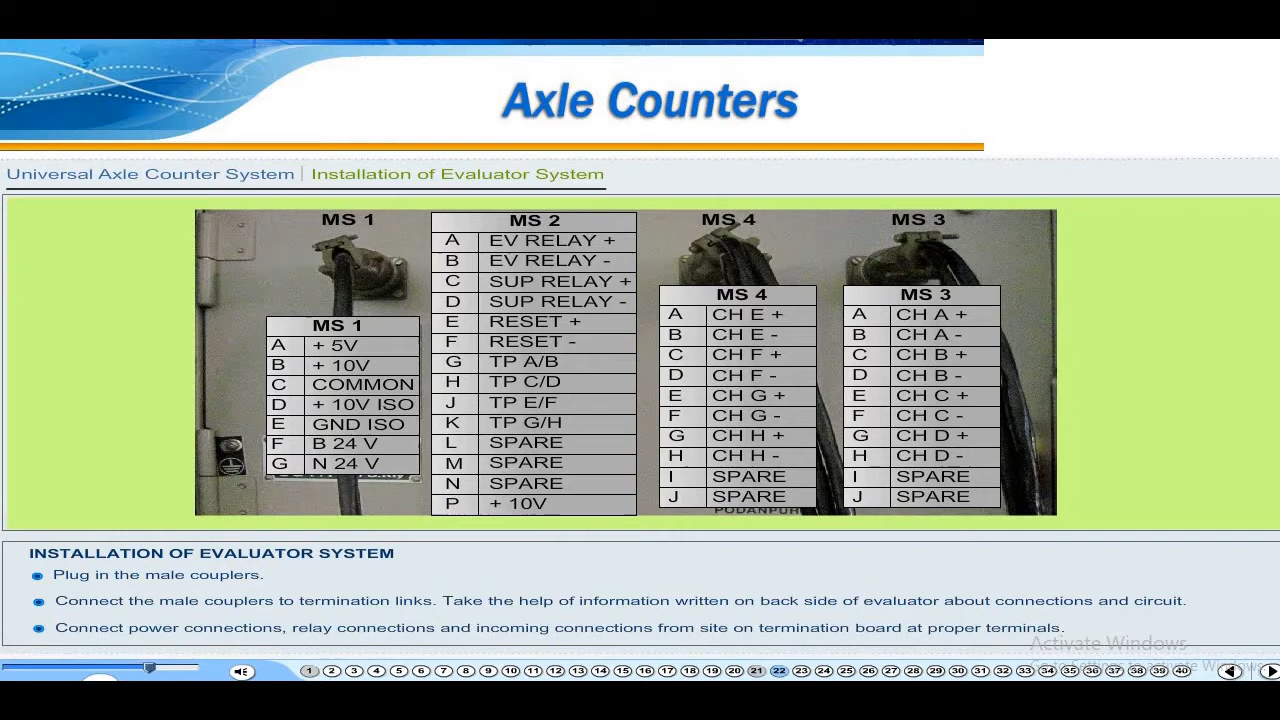 Axle Counters
Universal Axle Counter System | Installation of Evaluator System
MS 1
MS 2
A EV RELAY +
B EV RELAY -
C SUP RELAY +
D SUP RELAY -
E RESET +
F RESET -
G TP A/B
H TP C/D
J TP E/F
K TP G/H
L SPARE
M SPARE
N SPARE
P + 10V
MS 4
MS 3
MS 1
A + 5V
B + 10V
C COMMON
D + 10V ISO
E GND ISO
F B 24 V
G N 24 V
MS 4
A CH E +
B CH E -
C CH F +
D CH F -
E CH G +
F CH G -
G CH H +
H CH H -
I SPARE
J SPARE
PODANPUR
MS 3
A CH A +
B CH A -
C CH B +
D CH B -
E CH C +
F CH C -
G CH D +
H CH D -
I SPARE
J SPARE
INSTALLATION OF EVALUATOR SYSTEM
Plug in the male couplers.
Connect the male couplers to termination links. Take the help of information written on back side of evaluator about connections and circuit.
Connect power connections, relay connections and incoming connections from site on termination board at proper terminals.
Activate Windows
Go to Settings to activate Windows.
1 2 3 4 5 6 7 8 9 10 11 12 13 14 15 16 17 18 19 20 21 22 23 24 25 26 27 28 29 30 31 32 33 34 35 36 37 38 39 40